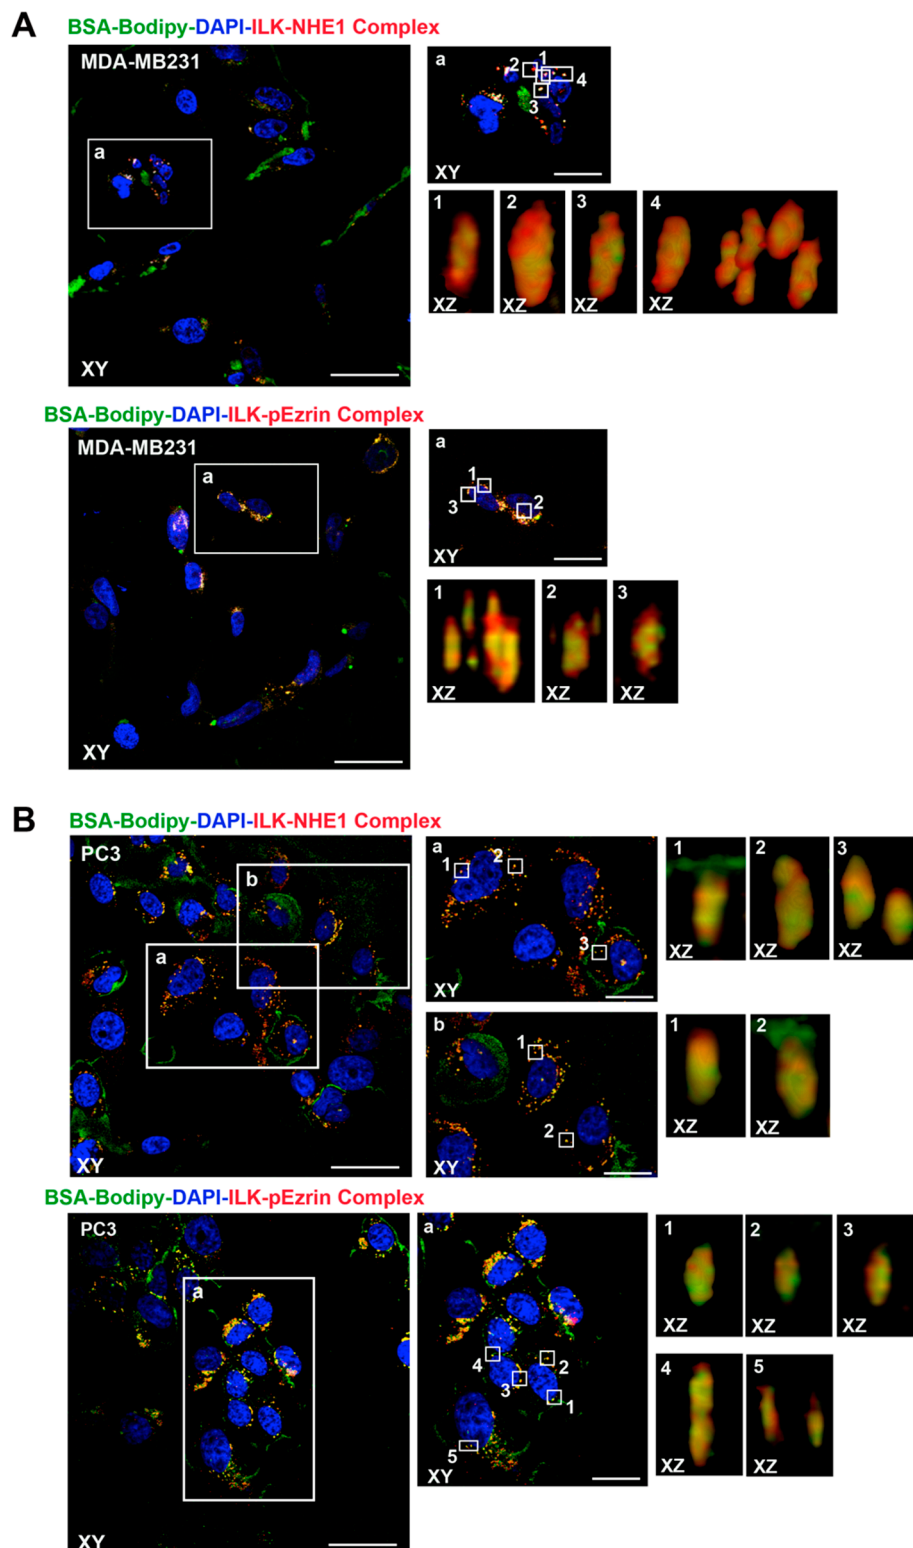 A
BSA-Bodipy-DAPI-ILK-NHE1 Complex
MDA-MB231
a
XY
a
1
2
3
4
XY
1
XZ
2
XZ
3
XZ
4
XZ
BSA-Bodipy-DAPI-ILK-pEzrin Complex
MDA-MB231
a
XY
a
1
2
3
XY
1
XZ
2
XZ
3
XZ
B
BSA-Bodipy-DAPI-ILK-NHE1 Complex
PC3
b
a
XY
a
1
2
3
XY
1
XZ
2
XZ
3
XZ
b
1
2
XY
1
XZ
2
XZ
BSA-Bodipy-DAPI-ILK-pEzrin Complex
PC3
a
XY
a
4
2
3
1
5
XY
1
XZ
2
XZ
3
XZ
4
XZ
5
XZ